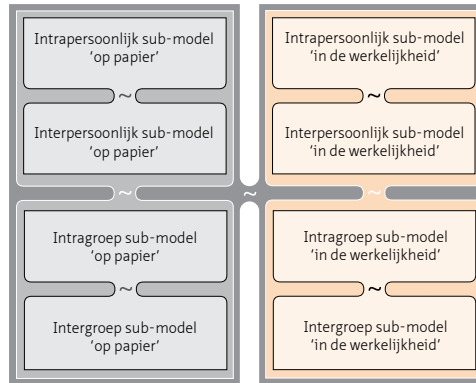 Intrapersoonlijk sub-model
'op papier'
~
Interpersoonlijk sub-model
'op papier'
~
Intragroep sub-model
'op papier'
~
Intergroep sub-model
'op papier'
~
Intrapersoonlijk sub-model
'in de werkelijkheid'
~
Interpersoonlijk sub-model
'in de werkelijkheid'
~
Intragroep sub-model
'in de werkelijkheid'
~
Intergroep sub-model
'in de werkelijkheid'